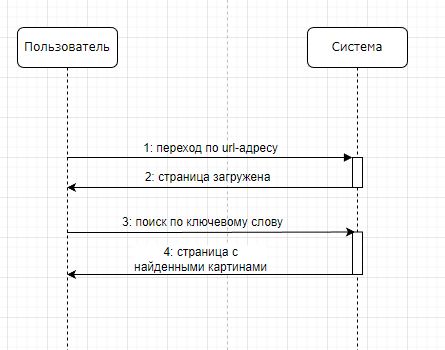 Пользователь
Система
1: переход по url-адресу
2: страница загружена
3: поиск по ключевому слову
4: страница с
найденными картинами